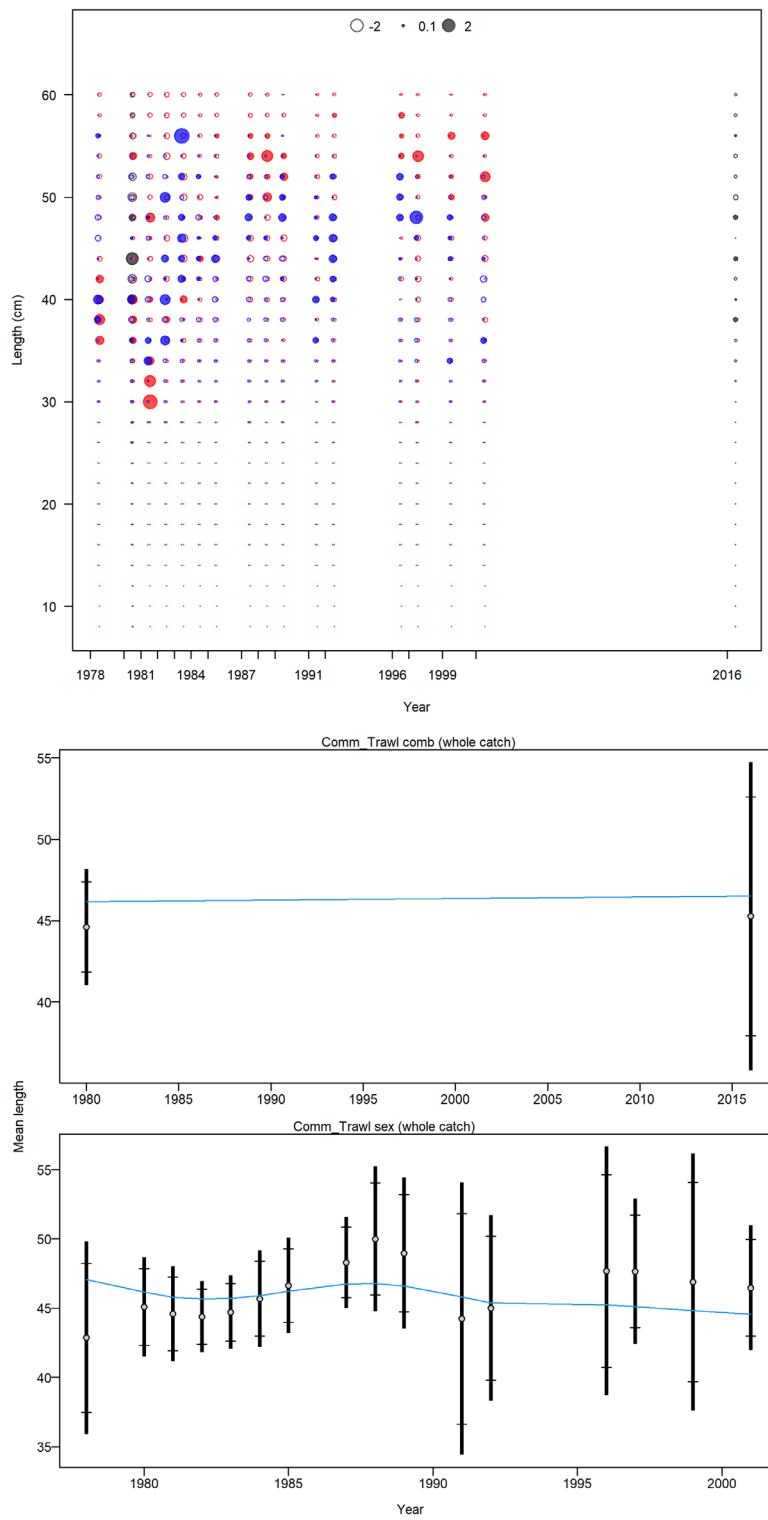 -2 0.1 2
60
50
40
30
20
10
Length (cm)
1978 1981 1984 1987 1991 1996 1999 2016
Year
Comm_Trawl comb (whole catch)
55
50
45
40
1980 1985 1990 1995 2000 2005 2010 2015
Mean length
Comm_Trawl sex (whole catch)
55
50
45
40
35
1980 1985 1990 1995 2000
Year